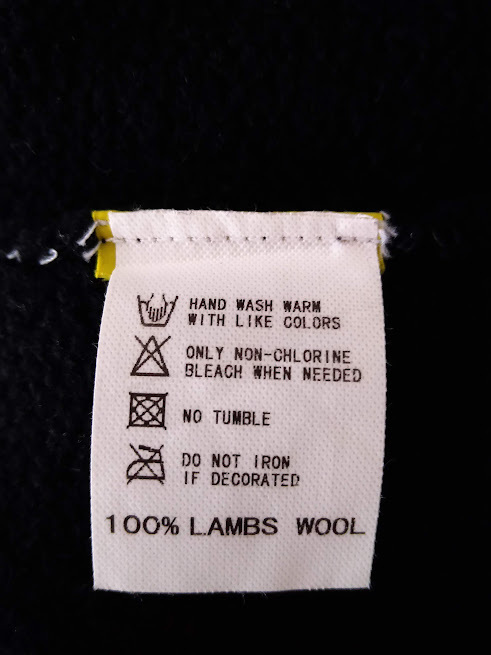 HAND WASH WARM
WITH LIKE COLORS
ONLY NON-CHLORINE
BLEACH WHEN NEEDED
NO TUMBLE
DO NOT IRON
IF DECORATED
100% LAMBS WOOL